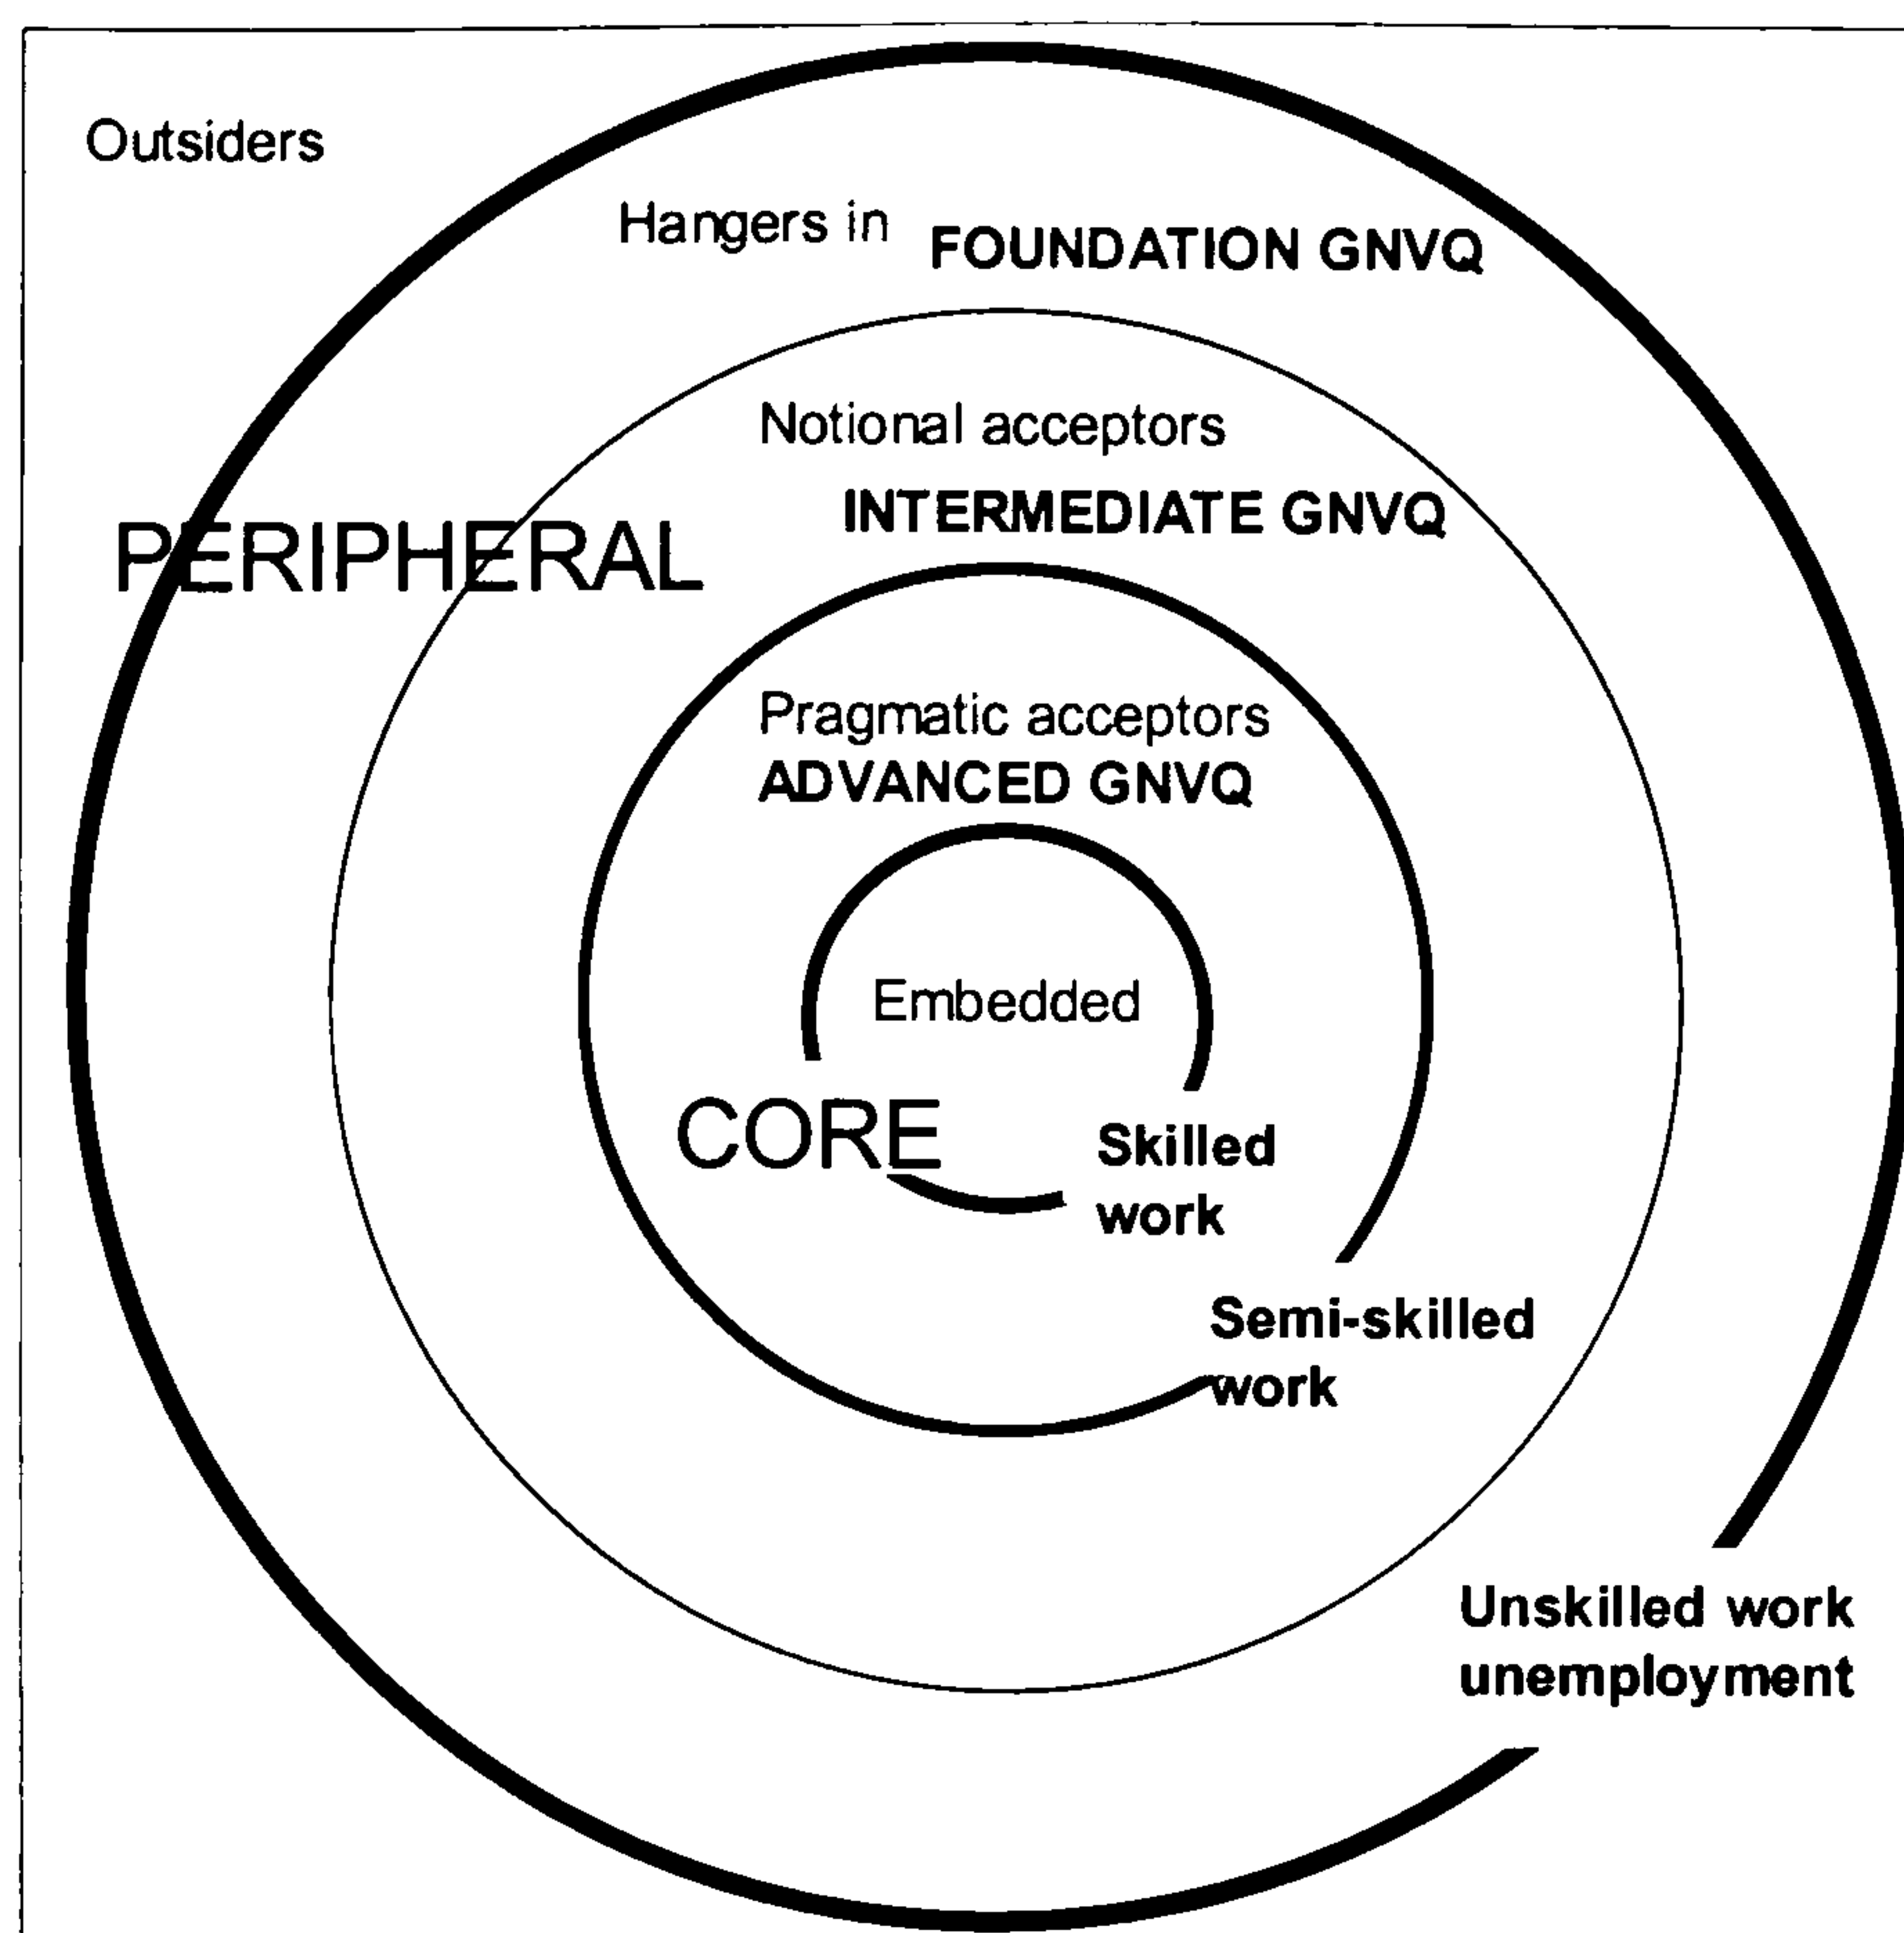 Outsiders
Hangers in FOUNDATION GNVQ
Notional acceptors
INTERMEDIATE GNVQ
PERIPHERAL
Pragmatic acceptors
ADVANCED GNVQ
Embedded
CORE
Skilled
work
Semi-skilled
work
Unskilled work
unemployment